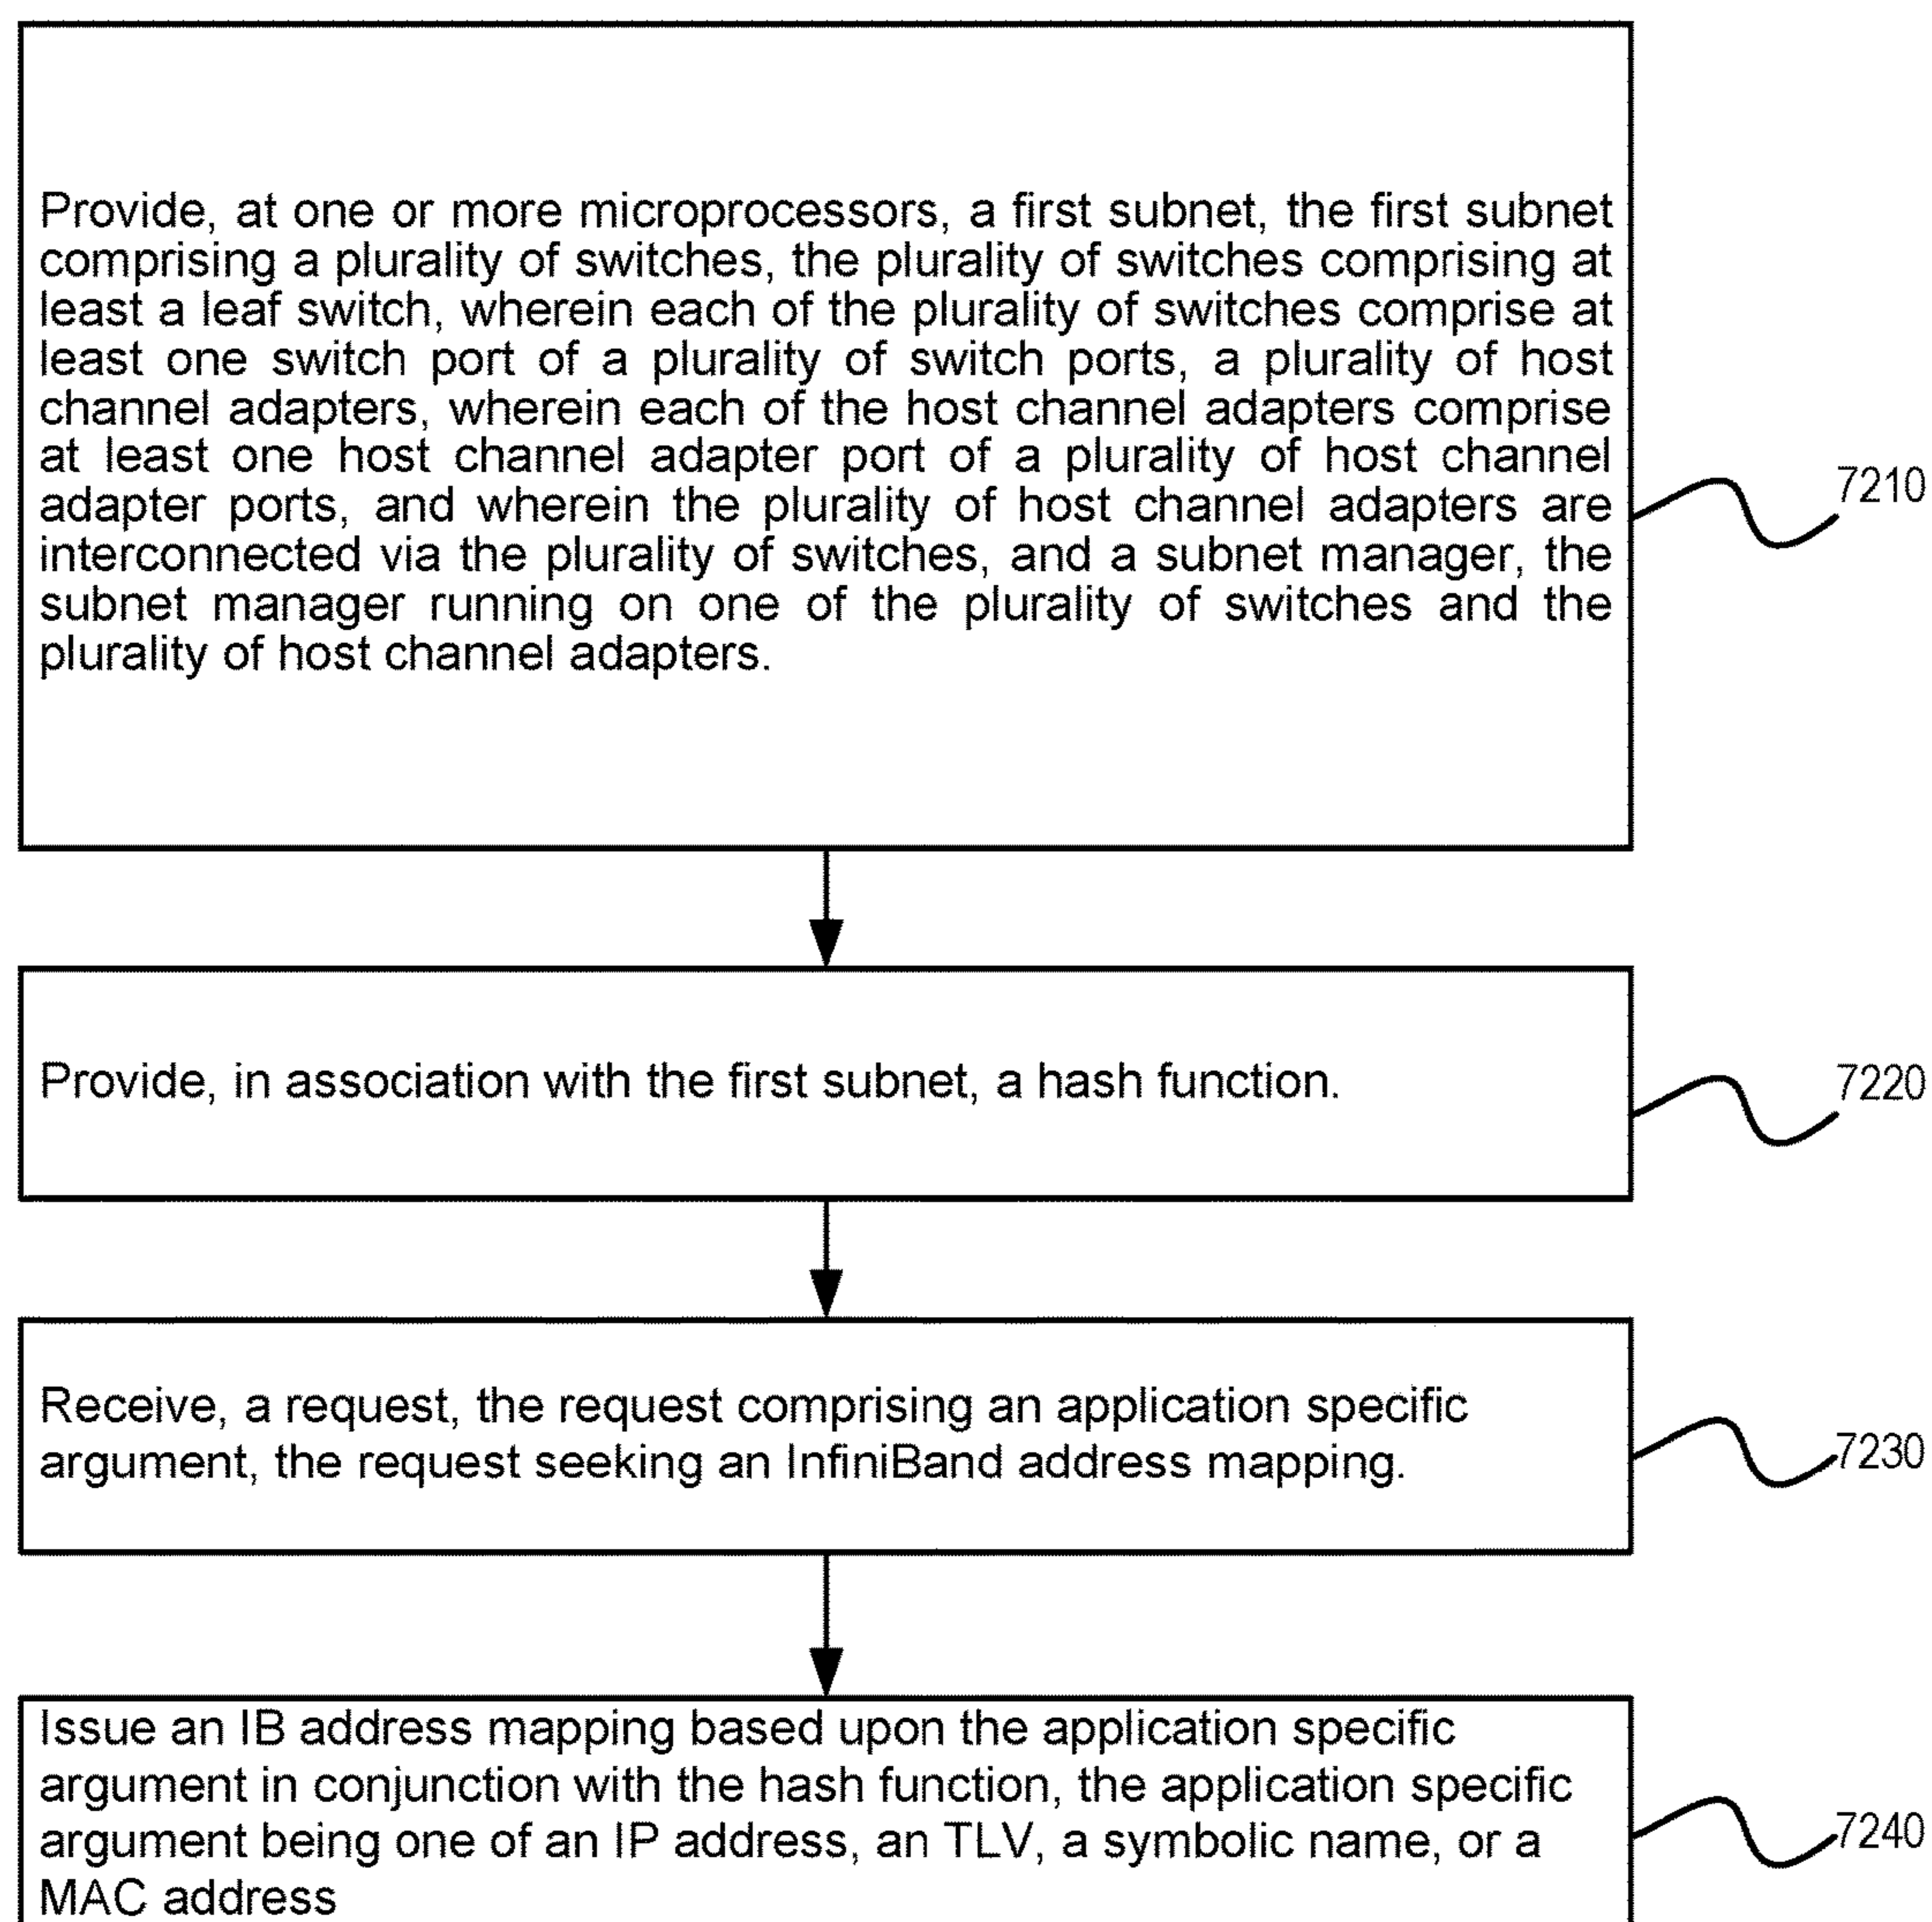 Provide, at one or more microprocessors, a first subnet, the first subnet
comprising a plurality of switches, the plurality of switches comprising at
least a leaf switch, wherein each of the plurality of switches comprise at
least one switch port of a plurality of switch ports, a plurality of host
channel adapters, wherein each of the host channel adapters comprise
at least one host channel adapter port of a plurality of host channel
adapter ports, and wherein the plurality of host channel adapters are
interconnected via the plurality of switches, and a subnet manager, the
subnet manager running on one of the plurality of switches and the
plurality of host channel adapters.
7210
Provide, in association with the first subnet, a hash function.
7220
Receive, a request, the request comprising an application specific
argument, the request seeking an InfiniBand address mapping.
7230
Issue an IB address mapping based upon the application specific
argument in conjunction with the hash function, the application specific
argument being one of an IP address, an TLV, a symbolic name, or a
MAC address
7240